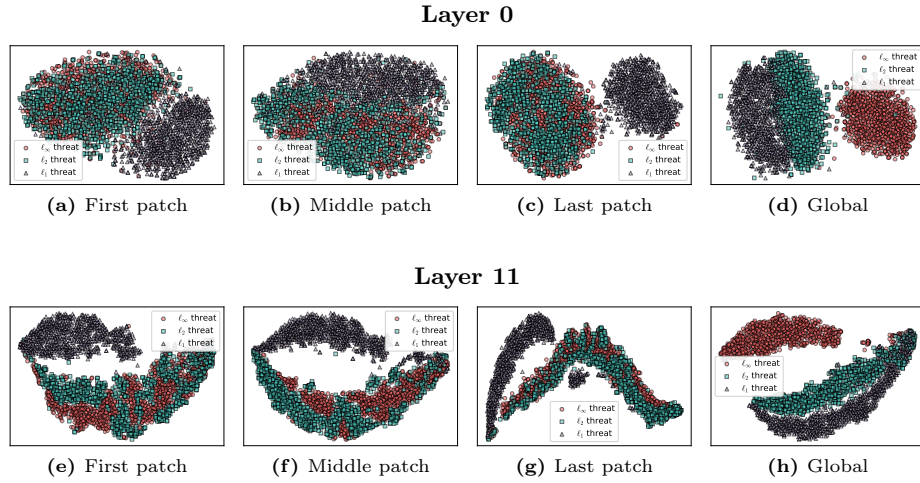 Layer 0
ℓ∞ threat
ℓ2 threat
ℓ1 threat
ℓ∞ threat
ℓ2 threat
ℓ1 threat
ℓ∞ threat
ℓ2 threat
ℓ1 threat
ℓ∞ threat
ℓ2 threat
ℓ1 threat
(a) First patch
(b) Middle patch
(c) Last patch
(d) Global
Layer 11
ℓ∞ threat
ℓ2 threat
ℓ1 threat
ℓ∞ threat
ℓ2 threat
ℓ1 threat
ℓ∞ threat
ℓ2 threat
ℓ1 threat
ℓ∞ threat
ℓ2 threat
ℓ1 threat
(e) First patch
(f) Middle patch
(g) Last patch
(h) Global